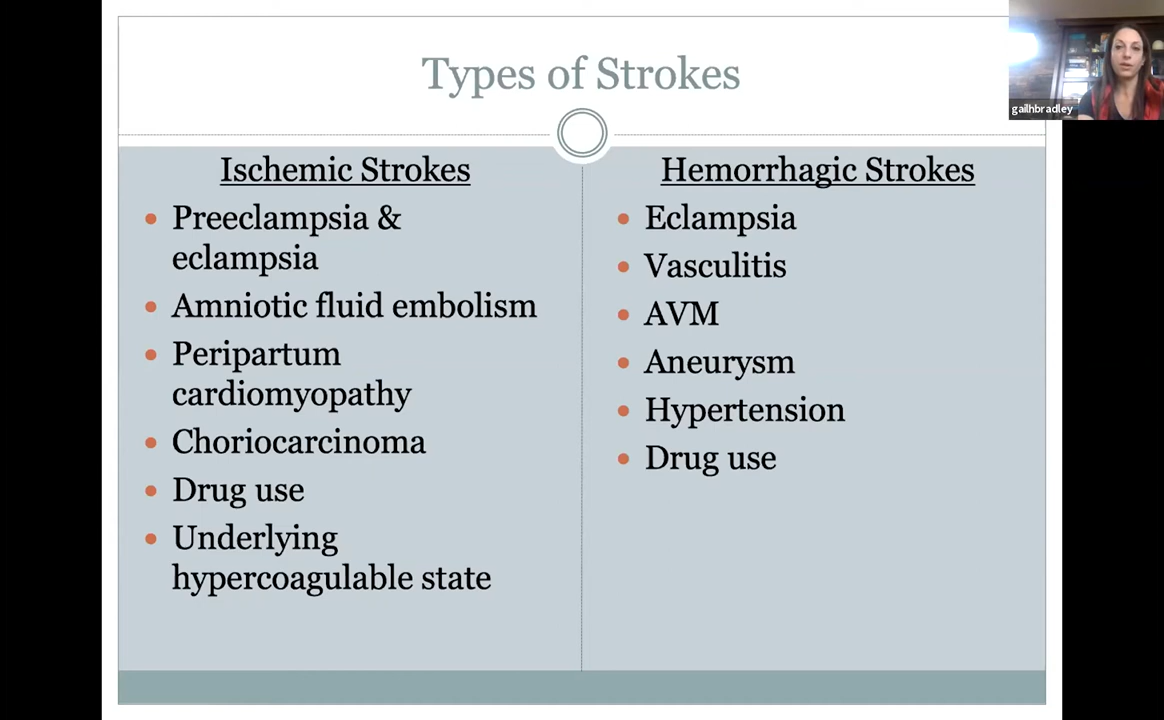 Types of Strokes
gailhbradley
Ischemic Strokes
Preeclampsia &
eclampsia
Amniotic fluid embolism
Peripartum
cardiomyopathy
Choriocarcinoma
Drug use
Underlying
hypercoagulable state
Hemorrhagic Strokes
Eclampsia
Vasculitis
AVM
Aneurysm
Hypertension
Drug use